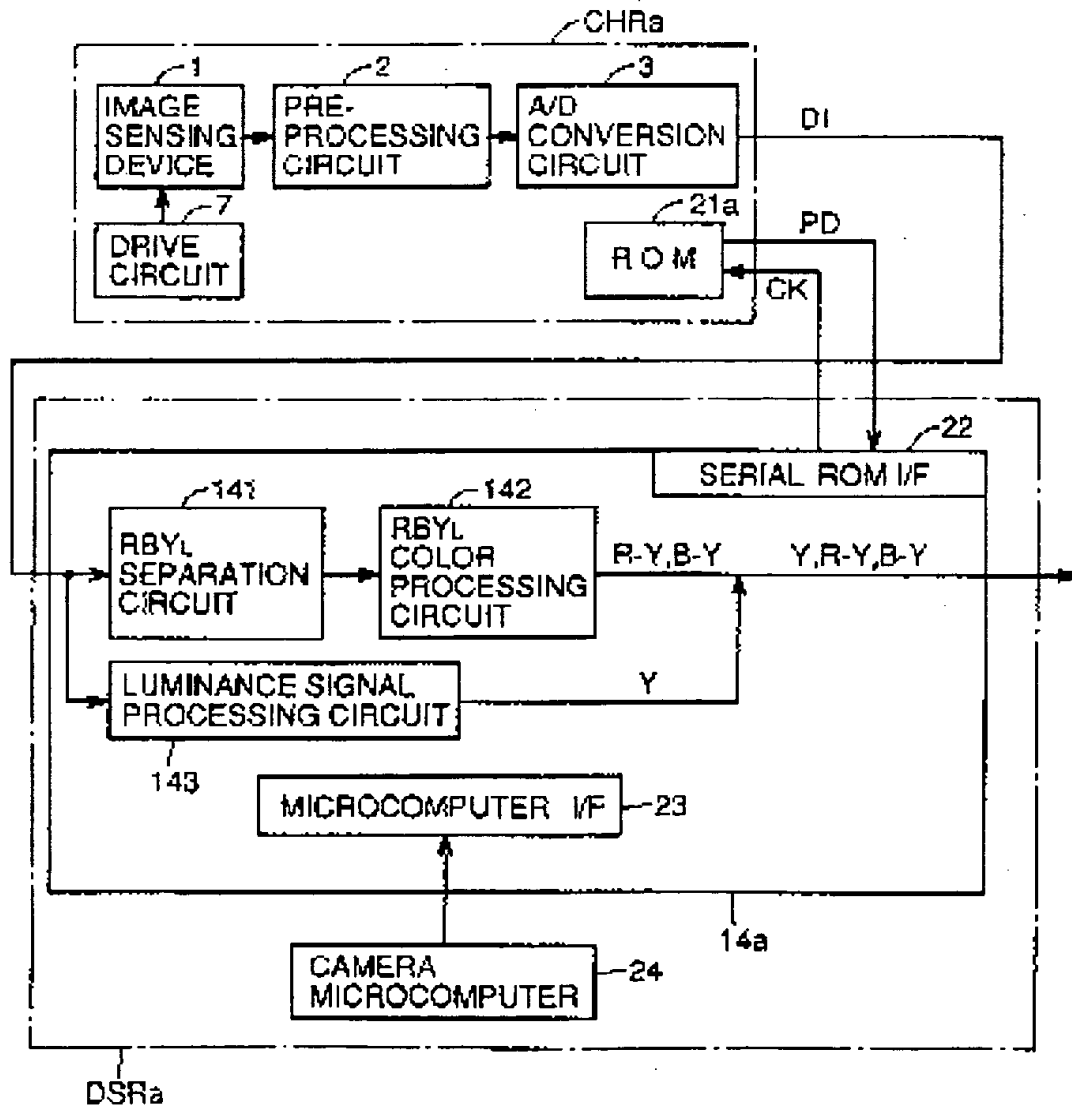 CHRa
1
2
3
IMAGE
SENSING
DEVICE
PRE-
PROCESSING
CIRCUIT
A/D
CONVERSION
CIRCUIT
DI
7
DRIVE
CIRCUIT
21a
ROM
PD
CK
22
SERIAL ROM I/F
141
RBYL
SEPARATION
CIRCUIT
142
RBYL
COLOR
PROCESSING
CIRCUIT
R-Y,B-Y
Y,R-Y,B-Y
LUMINANCE SIGNAL
PROCESSING CIRCUIT
Y
143
MICROCOMPUTER I/F
23
14a
CAMERA
MICROCOMPUTER
24
DSRa